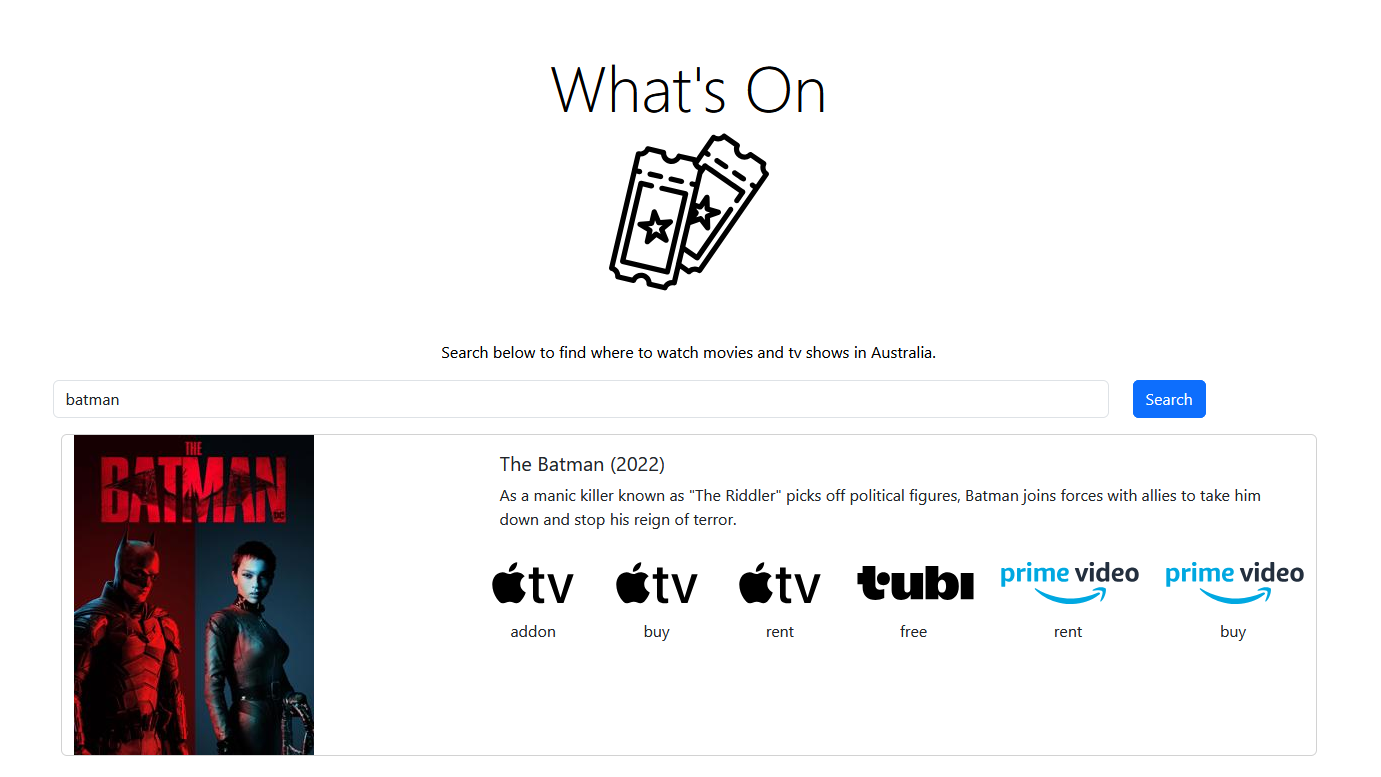 What's On
Search below to find where to watch movies and tv shows in Australia.
batman
Search
THE
BATMAN
DC
The Batman (2022)
As a manic killer known as "The Riddler" picks off political figures, Batman joins forces with allies to take him
down and stop his reign of terror.
tv tv tv tubi prime video prime video
addon buy rent free rent buy